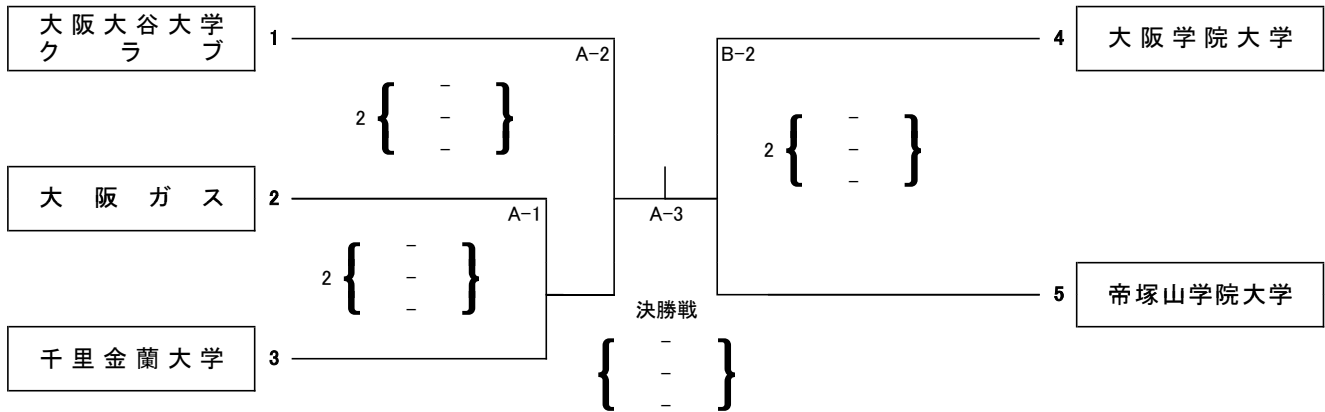 大阪大谷大学
クラブ
1
A-2
2 { - }
-
-
大阪ガス
2
A-1
2 { - }
-
-
千里金蘭大学
3
A-3
決勝戦
{ - }
-
-
B-2
4
大阪学院大学
2 { - }
-
-
5
帝塚山学院大学